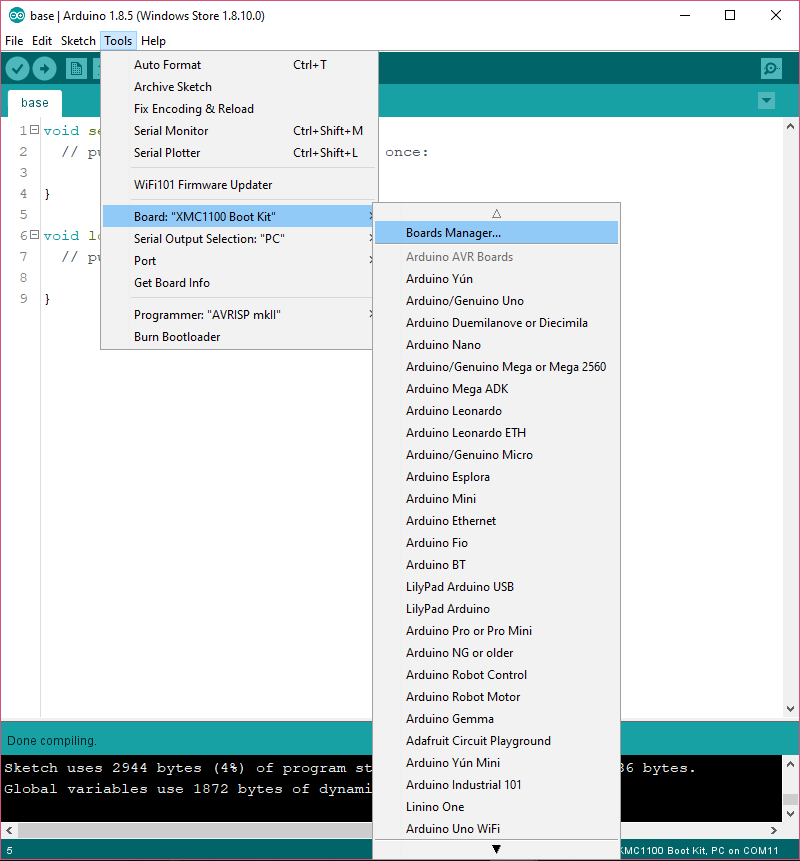 base | Arduino 1.8.5 (Windows Store 1.8.10.0)
File Edit Sketch Tools Help
base
1 void se
2 // pu once:
3
4 }
5
6 void lo
7 // pu
8
9 }
Auto Format Ctrl+T
Archive Sketch
Fix Encoding & Reload
Serial Monitor Ctrl+Shift+M
Serial Plotter Ctrl+Shift+L
WiFi101 Firmware Updater
Board: "XMC1100 Boot Kit"
Serial Output Selection: "PC"
Port
Get Board Info
Programmer: "AVRISP mkII"
Burn Bootloader
Boards Manager...
Arduino AVR Boards
Arduino Yún
Arduino/Genuino Uno
Arduino Duemilanove or Diecimila
Arduino Nano
Arduino/Genuino Mega or Mega 2560
Arduino Mega ADK
Arduino Leonardo
Arduino Leonardo ETH
Arduino/Genuino Micro
Arduino Esplora
Arduino Mini
Arduino Ethernet
Arduino Fio
Arduino BT
LilyPad Arduino USB
LilyPad Arduino
Arduino Pro or Pro Mini
Arduino NG or older
Arduino Robot Control
Arduino Robot Motor
Arduino Gemma
Adafruit Circuit Playground
Arduino Yún Mini
Arduino Industrial 101
Linino One
Arduino Uno WiFi
Done compiling.
Sketch uses 2944 bytes (4%) of program st 36 bytes.
Global variables use 1872 bytes of dynami
5 XMC1100 Boot Kit, PC on COM11